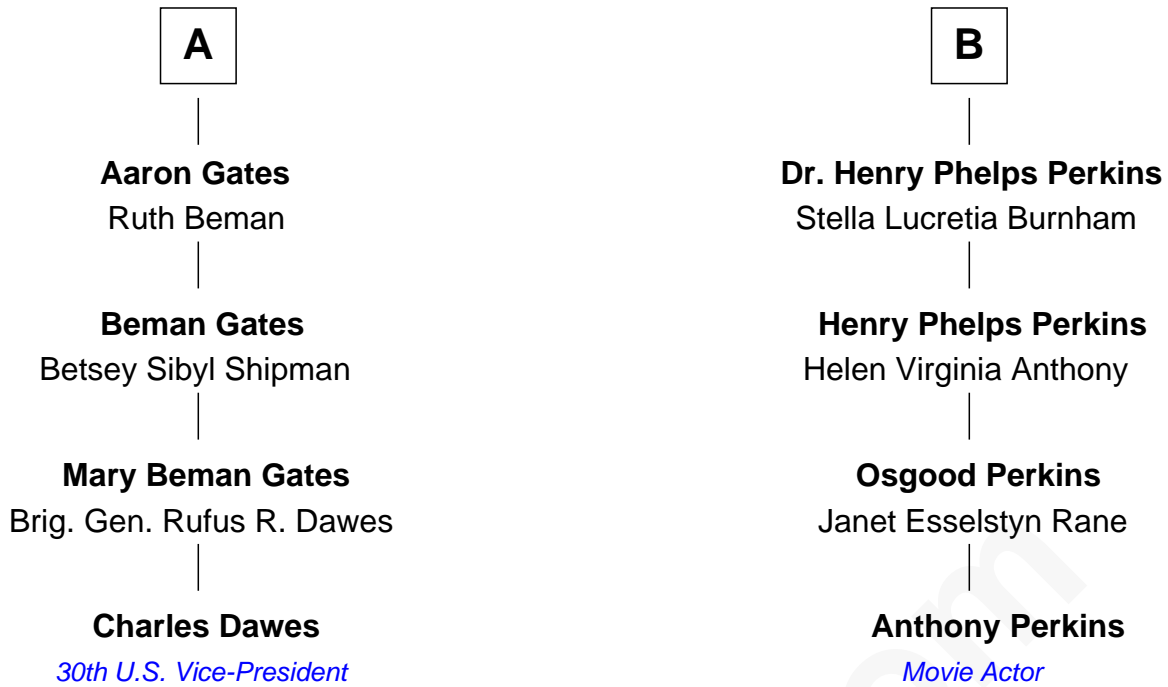 A
Aaron Gates
Ruth Beman
Beman Gates
Betsey Sibyl Shipman
Mary Beman Gates
Brig. Gen. Rufus R. Dawes
Charles Dawes
30th U.S. Vice-President
B
Dr. Henry Phelps Perkins
Stella Lucretia Burnham
Henry Phelps Perkins
Helen Virginia Anthony
Osgood Perkins
Janet Esselstyn Rane
Anthony Perkins
Movie Actor
om